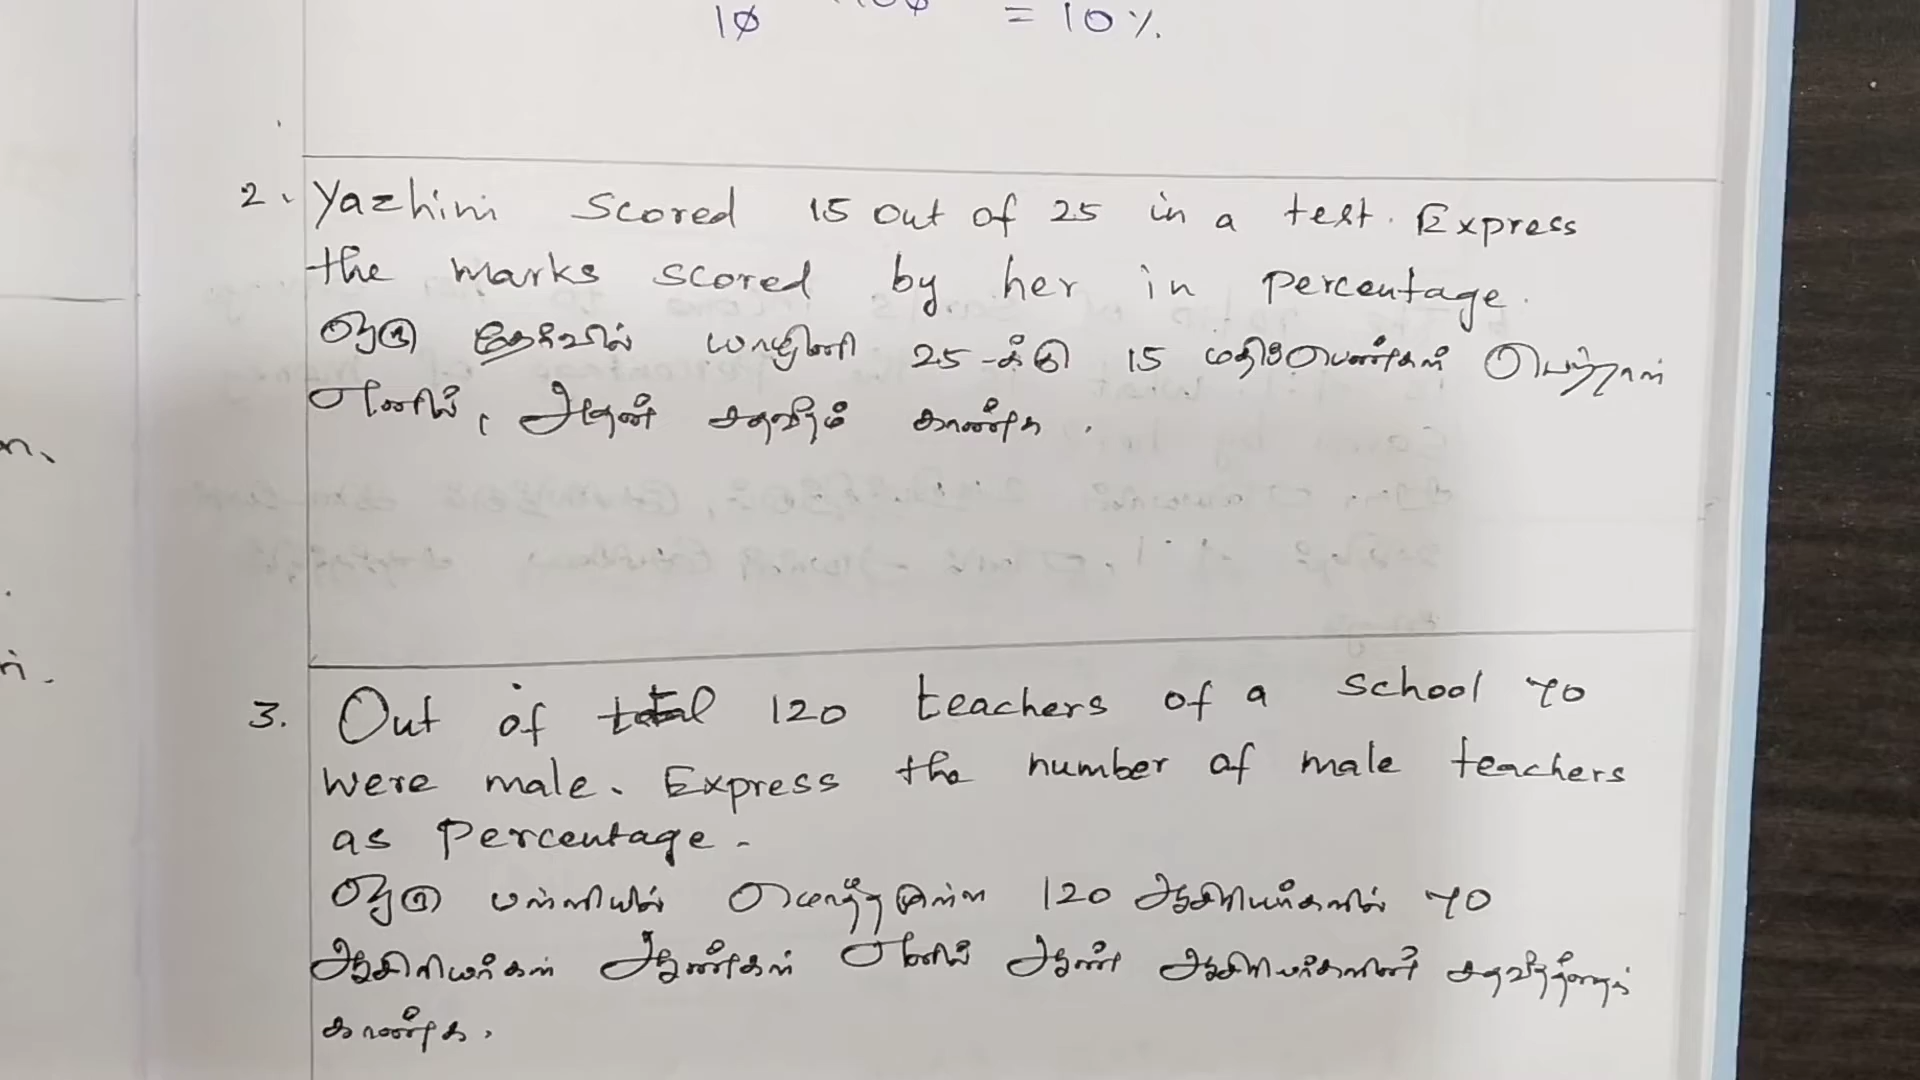 10 100 = 10%
2. Yazhini Scored 15 out of 25 in a test. Express
the marks scored by her in percentage.
ஒரு தேர்வில் யாழினி 25-க்கு 15 மதிப்பெண்கள் பெற்றாள்
எனில், அதன் சதவீதம் காண்க.
3. Out of total 120 teachers of a school 70
were male. Express the number of male teachers
as percentage.
ஒரு பள்ளியில் மொத்தமுள்ள 120 ஆசிரியர்களில் 70
ஆசிரியர்கள் ஆண்கள் எனில் ஆண் ஆசிரியர்களின் சதவீதத்தைக்
காண்க.